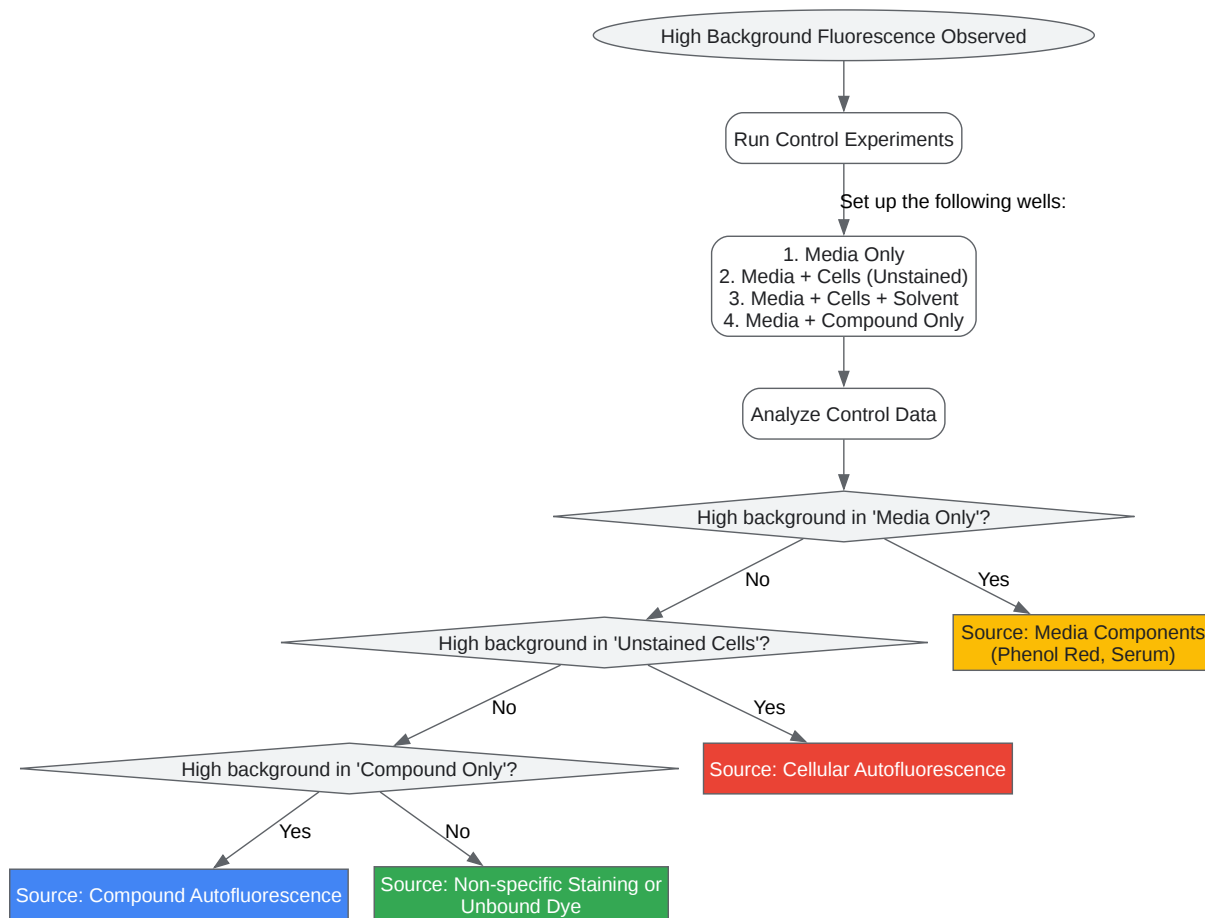 High Background Fluorescence Observed
Run Control Experiments
Set up the following wells:
1. Media Only
2. Media + Cells (Unstained)
3. Media + Cells + Solvent
4. Media + Compound Only
Analyze Control Data
High background in 'Media Only'?
No
Yes
High background in 'Unstained Cells'?
Source: Media Components
(Phenol Red, Serum)
No
Yes
High background in 'Compound Only'?
Source: Cellular Autofluorescence
Yes
No
Source: Compound Autofluorescence
Source: Non-specific Staining or
Unbound Dye